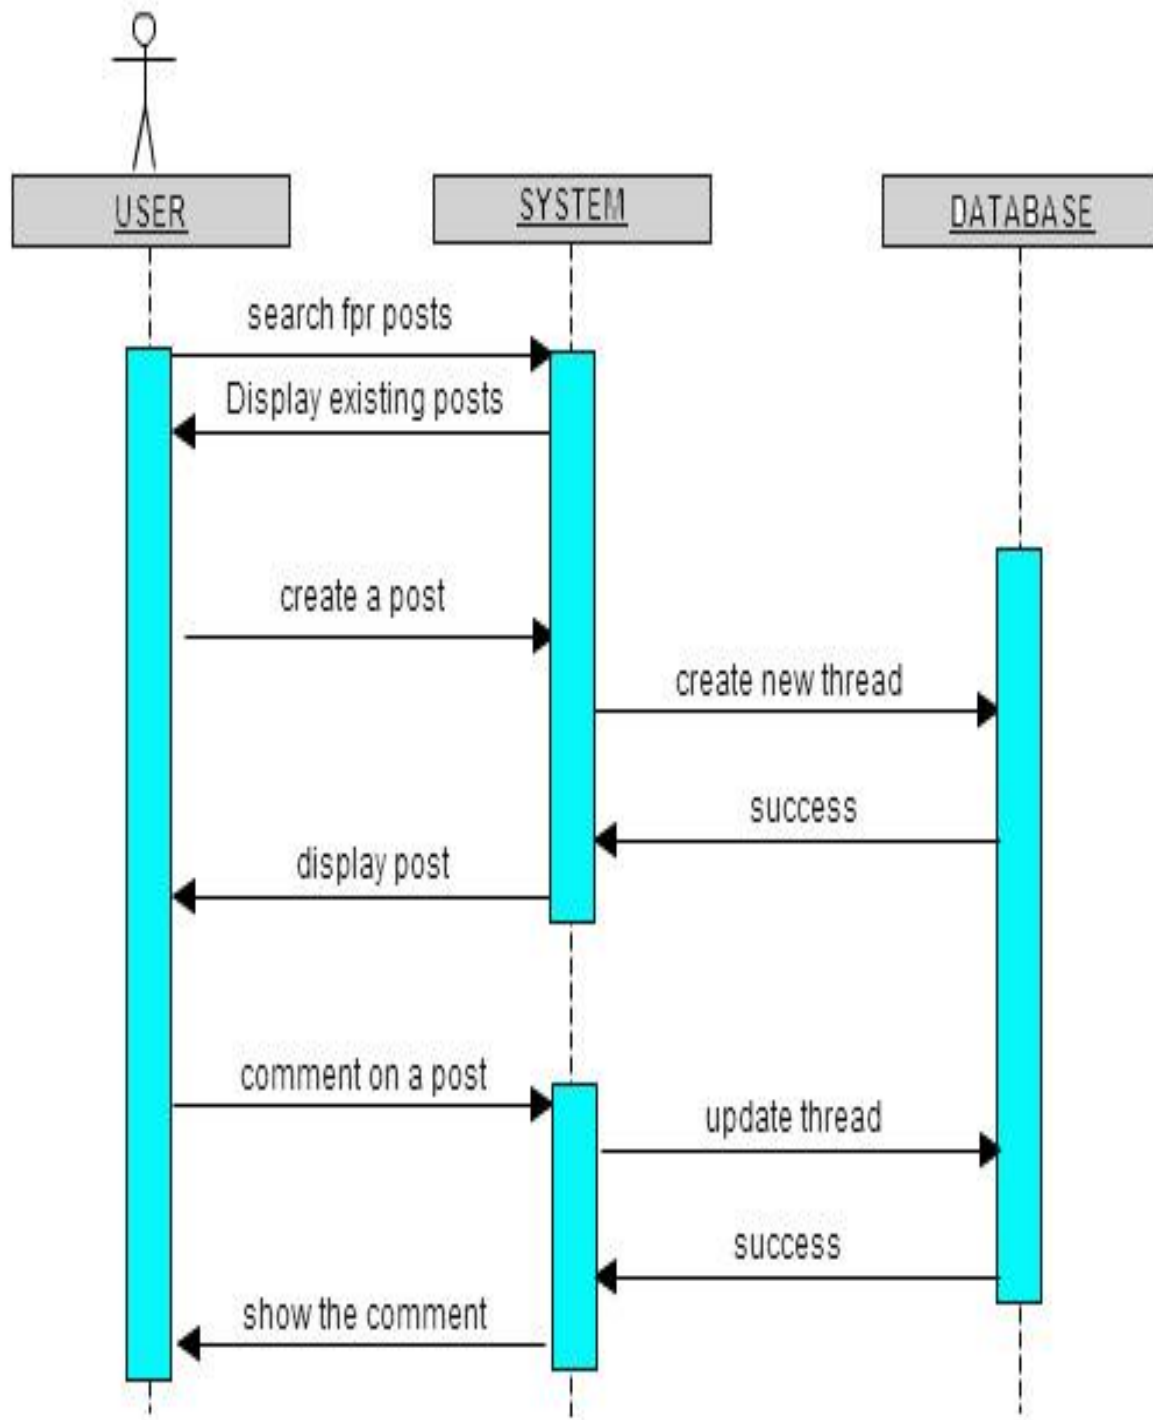 USER
SYSTEM
DATABASE
search fpr posts
Display existing posts
create a post
create new thread
success
display post
comment on a post
update thread
success
show the comment